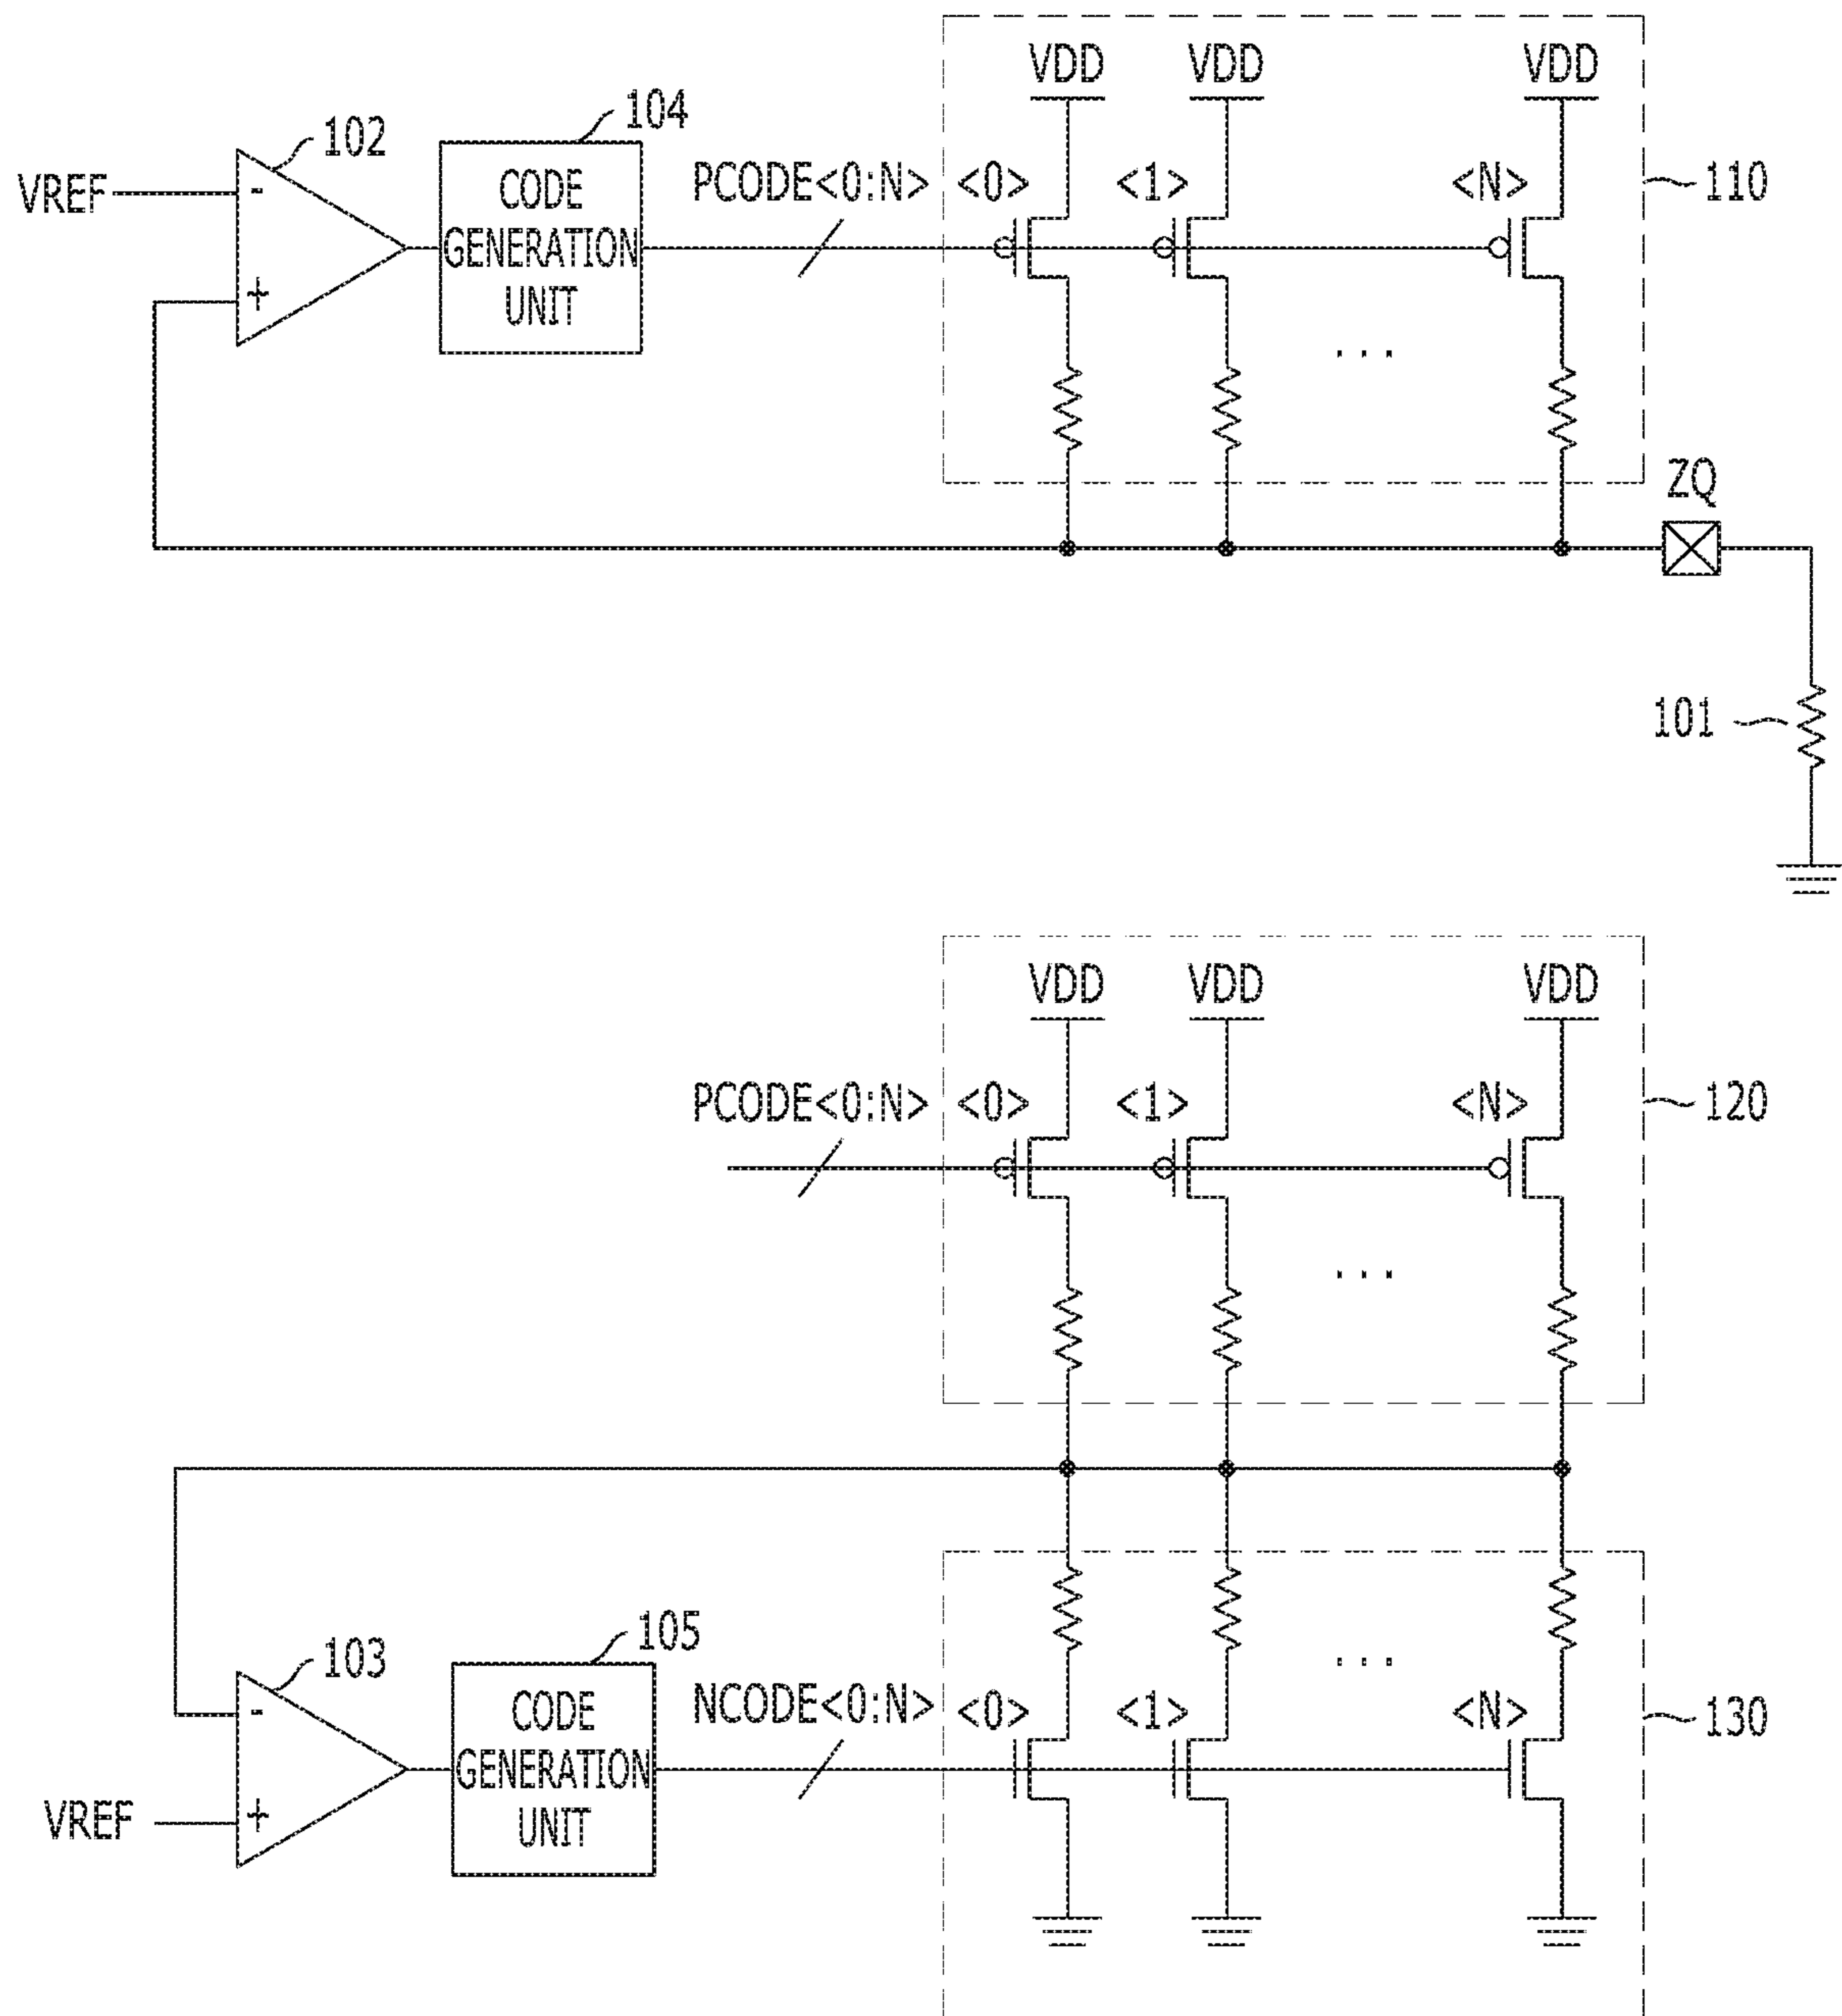 VDD VDD VDD
102
104
VREF
-
+
CODE
GENERATION
UNIT
PCODE<0:N> <0> <1> <N>
110
...
ZQ
101
VDD VDD VDD
PCODE<0:N> <0> <1> <N>
120
...
103
105
-
+
VREF
CODE
GENERATION
UNIT
NCODE<0:N> <0> <1> <N>
130
...